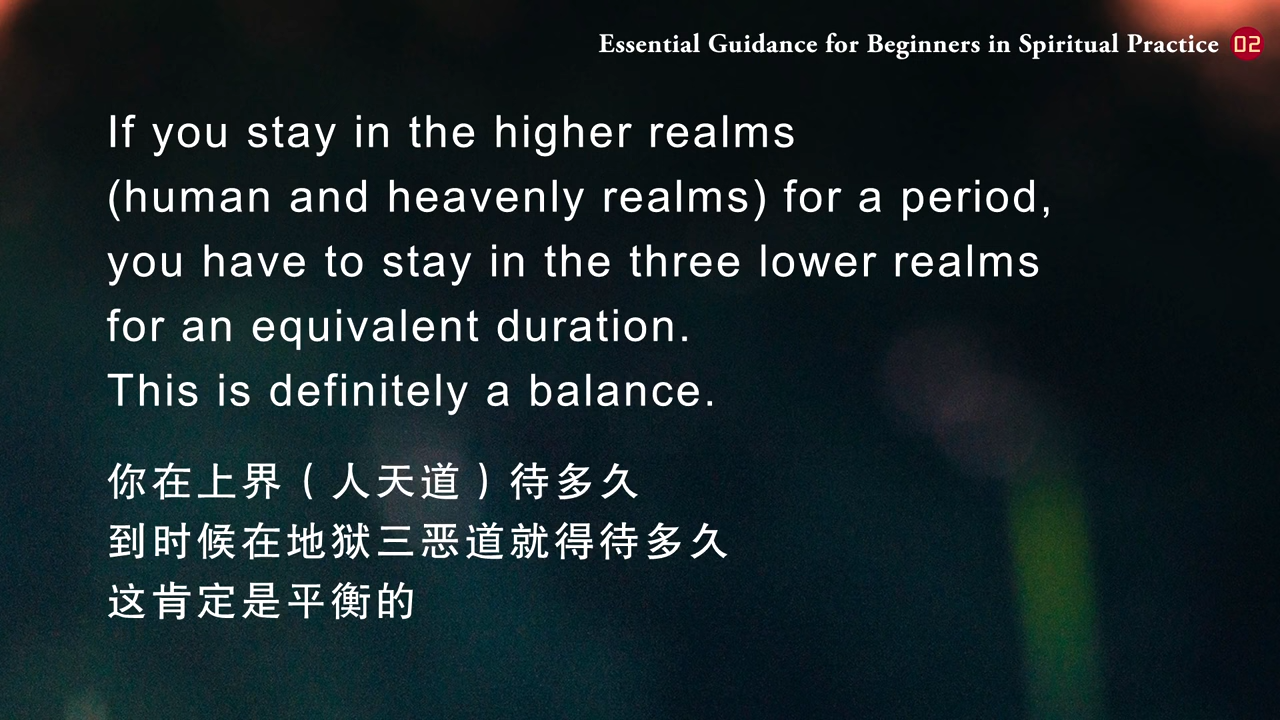 Essential Guidance for Beginners in Spiritual Practice 02
If you stay in the higher realms
(human and heavenly realms) for a period,
you have to stay in the three lower realms
for an equivalent duration.
This is definitely a balance.
你在上界（人天道）待多久
到时候在地狱三恶道就得待多久
这肯定是平衡的